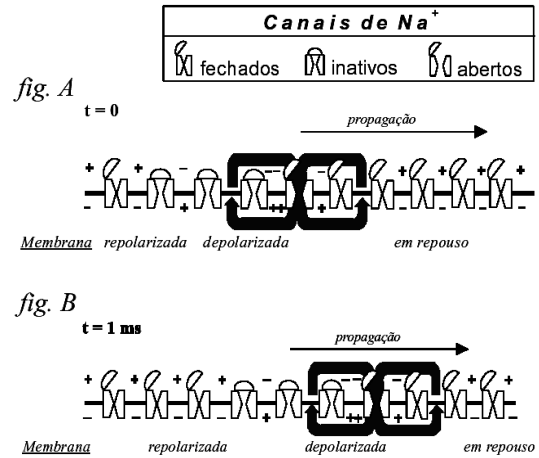 Canais de Na+
fechados inativos abertos
fig. A
t = 0
propagação
+ + - -- - + + + +
- - + ++ + - - - -
Membrana repolarizada depolarizada em repouso
fig. B
t = 1 ms
propagação
+ + + - -- - + +
- - - + ++ + - -
Membrana repolarizada depolarizada em repouso